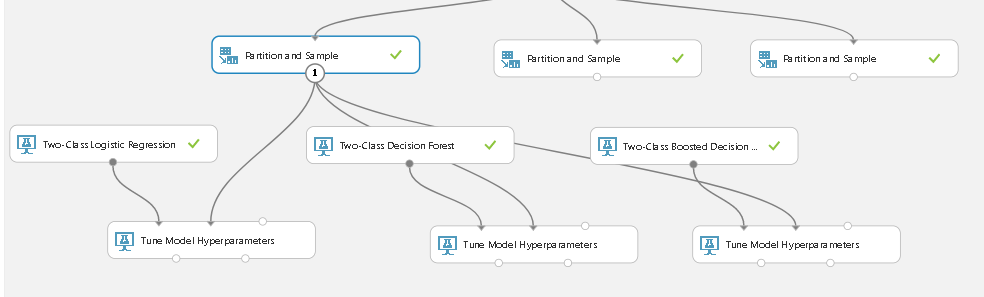 Partition and Sample
Partition and Sample
Partition and Sample
1
Two-Class Logistic Regression
Two-Class Decision Forest
Two-Class Boosted Decision ...
Tune Model Hyperparameters
Tune Model Hyperparameters
Tune Model Hyperparameters